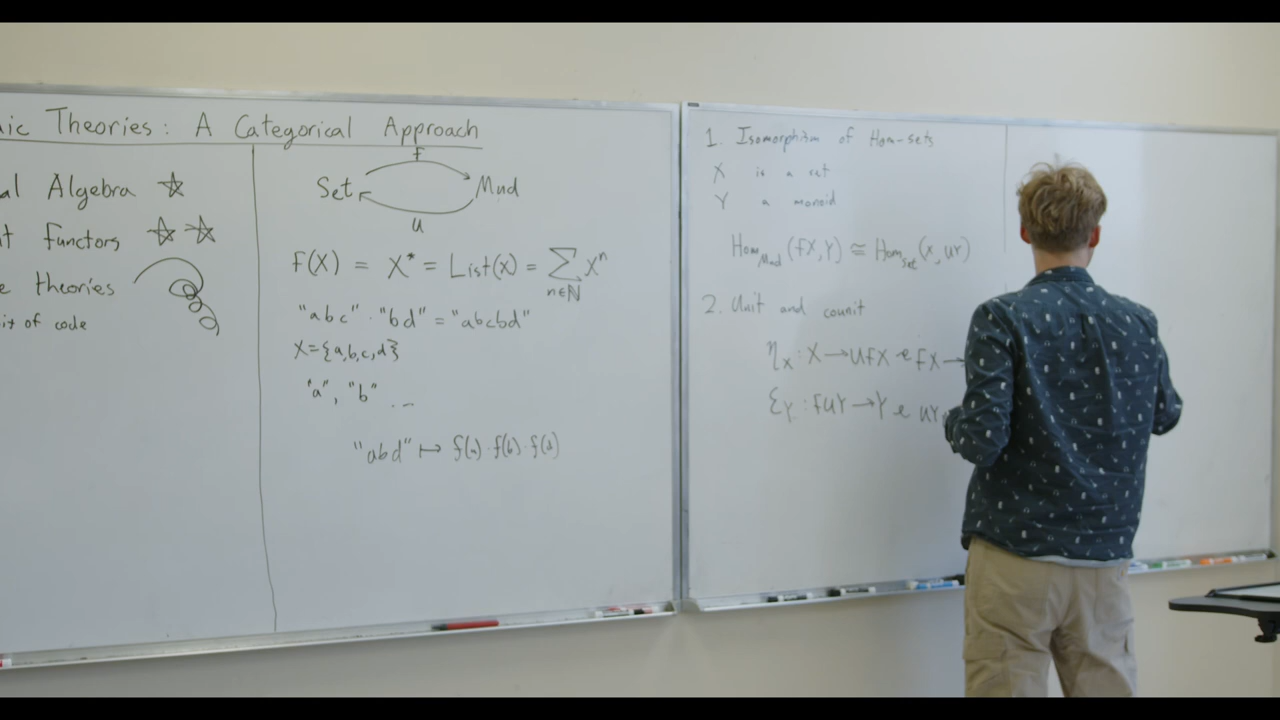 ic Theories: A Categorical Approach
al Algebra ☆
t functors ☆ ☆
e theories
it of code
f
Set Mnd
U
f(X) = X* = List(x) = ∑ Xⁿ
n∈ℕ
"abc" · "bd" = "abcbd"
X={a,b,c,d}
"a", "b" ...
"abd" ↦ f(a) · f(b) · f(d)
1. Isomorphism of Hom-sets
X is a set
Y a monoid
Hom_Mnd(fX,Y) ≅ Hom_Set(x, UY)
2. Unit and counit
η_X : X → UfX e fX →
ε_Y : fUY → Y e UY